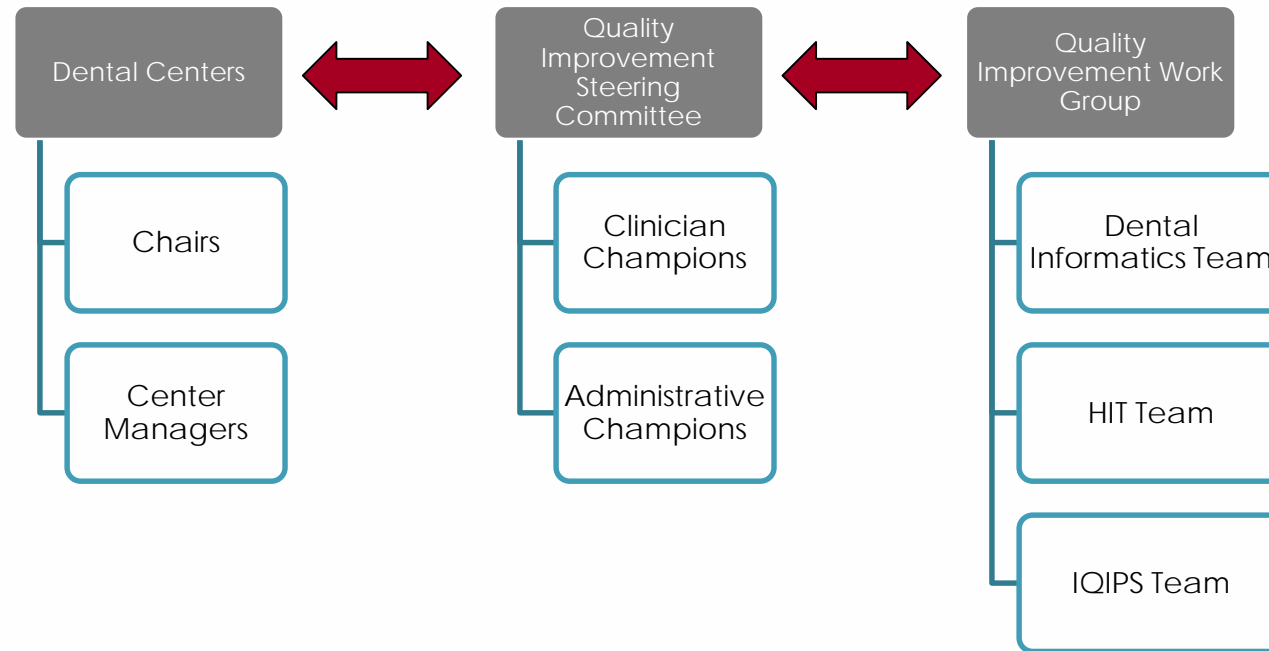 Dental Centers
Chairs
Center
Managers
Quality
Improvement
Steering
Committee
Clinician
Champions
Administrative
Champions
Quality
Improvement Work
Group
Dental
Informatics Team
HIT Team
IQIPS Team